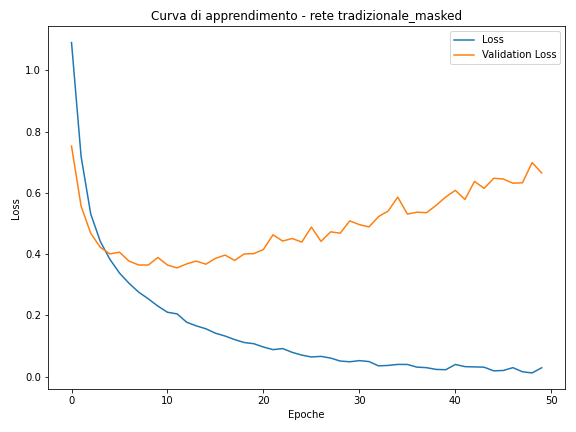 Curva di apprendimento - rete tradizionale_masked
Loss
Validation Loss
Loss
1.0
0.8
0.6
0.4
0.2
0.0
0
10
20
30
40
50
Epoche